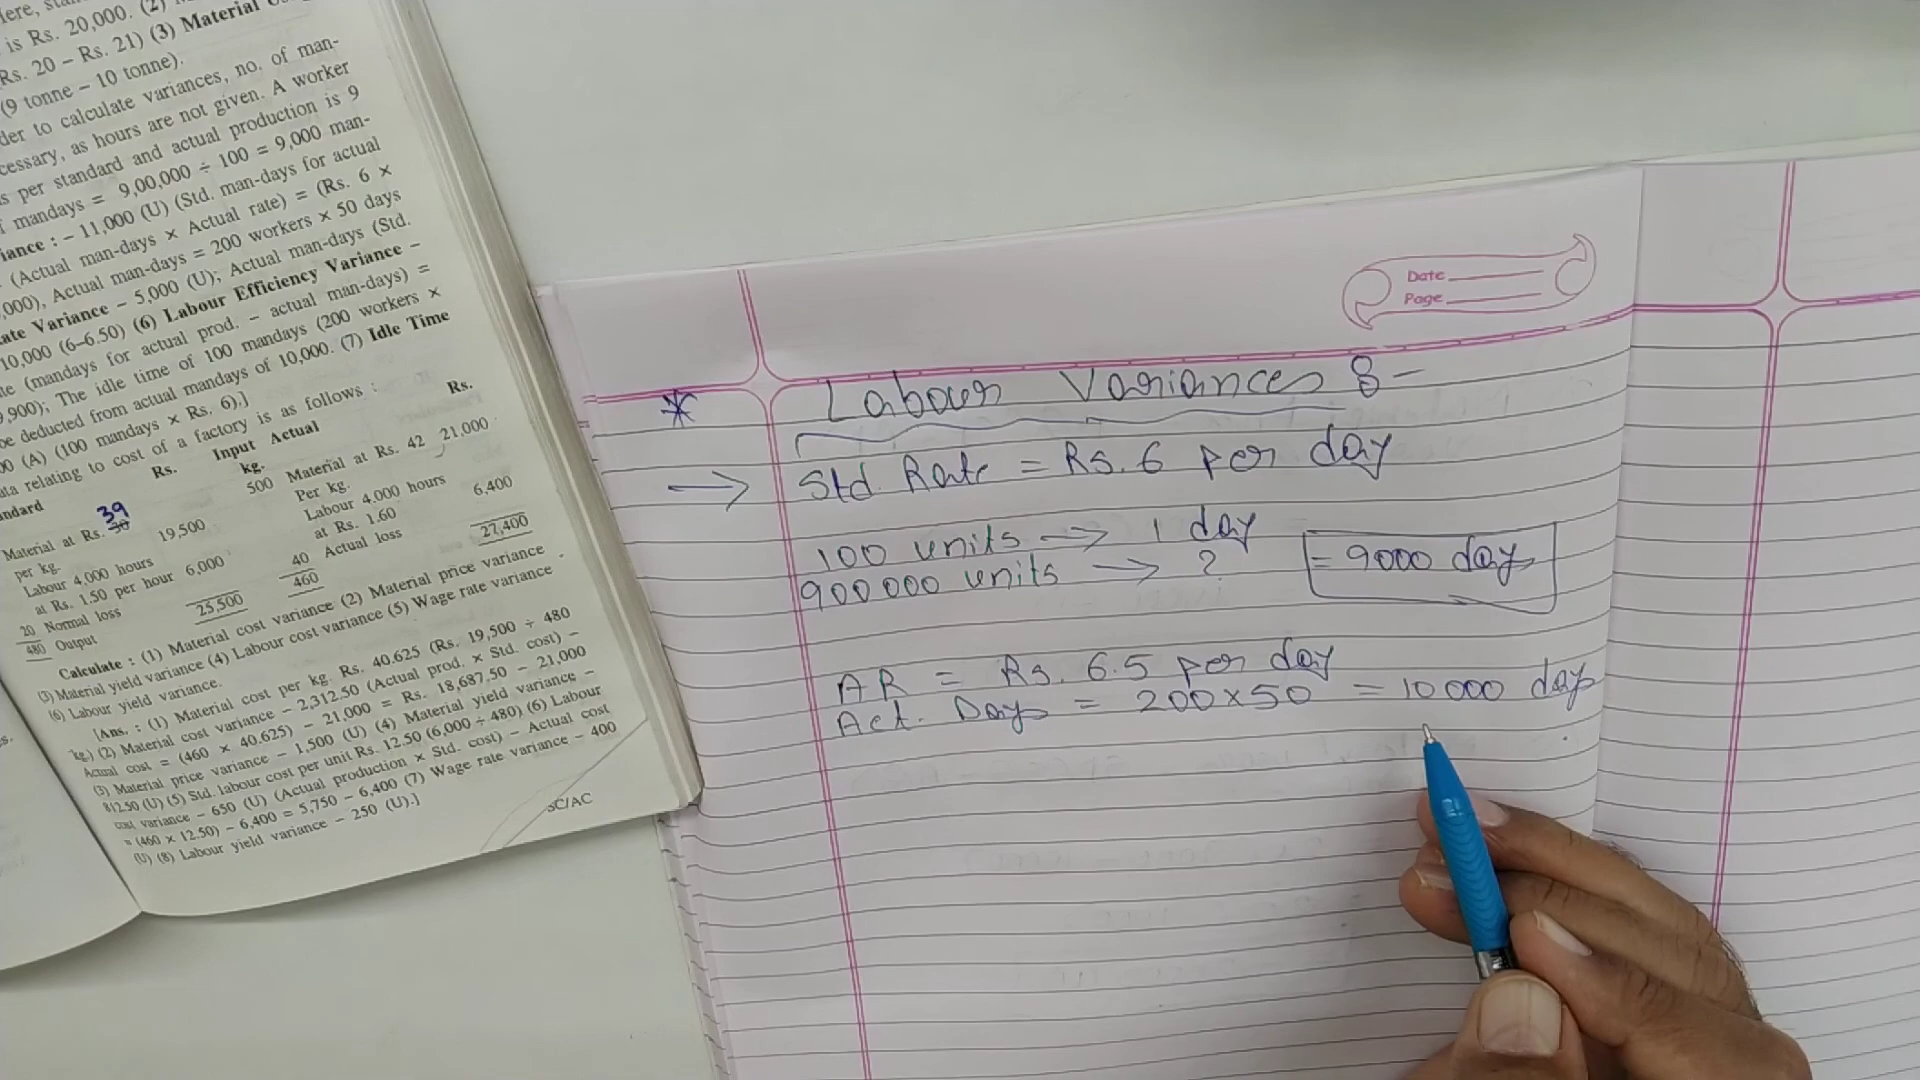 is Rs. 20,000. (2)
Rs. 20 – Rs. 21) (3) Material
(9 tonne – 10 tonne).
der to calculate variances, no. of man-
cessary, as hours are not given. A worker
s per standard and actual production is 9
mandays = 9,00,000 ÷ 100 = 9,000 man-
iance : – 11,000 (U) (Std. man-days for actual
(Actual man-days × Actual rate) = (Rs. 6 ×
,000), Actual man-days = 200 workers × 50 days
ate Variance – 5,000 (U); Actual man-days (Std.
10,000 (6–6.50) (6) Labour Efficiency Variance –
te (mandays for actual prod. – actual man-days) =
9,900); The idle time of 100 mandays (200 workers ×
be deducted from actual mandays of 10,000. (7) Idle Time
00 (A) (100 mandays × Rs. 6).]
ata relating to cost of a factory is as follows :
ndard Rs. Input Actual Rs.
kg.
Material at Rs. 30 39 19,500 500 Material at Rs. 42 21,000
per kg. Per kg.
Labour 4,000 hours Labour 4,000 hours
at Rs. 1.50 per hour 6,000 at Rs. 1.60 6,400
20 Normal loss 40 Actual loss
480 Output 25,500 460 27,400
Calculate : (1) Material cost variance (2) Material price variance
(3) Material yield variance (4) Labour cost variance (5) Wage rate variance
(6) Labour yield variance.
[Ans. : (1) Material cost per kg. Rs. 40.625 (Rs. 19,500 ÷ 480
kg.) (2) Material cost variance – 2,312.50 (Actual prod. × Std. cost) –
Actual cost = (460 × 40.625) – 21,000 = Rs. 18,687.50 – 21,000
(3) Material price variance – 1,500 (U) (4) Material yield variance –
812.50 (U) (5) Std. labour cost per unit Rs. 12.50 (6,000 ÷ 480) (6) Labour
cost variance – 650 (U) (Actual production × Std. cost) – Actual cost
= (460 × 12.50) – 6,400 = 5,750 – 6,400 (7) Wage rate variance – 400
(U) (8) Labour yield variance – 250 (U).]
SC/AC
Date
Page
* Labour Variances :-
→ Std. Rate = Rs. 6 per day
100 units → 1 day
900000 units → ? = 9000 days
AR = Rs. 6.5 per day
Act. Days = 200×50 = 10000 days